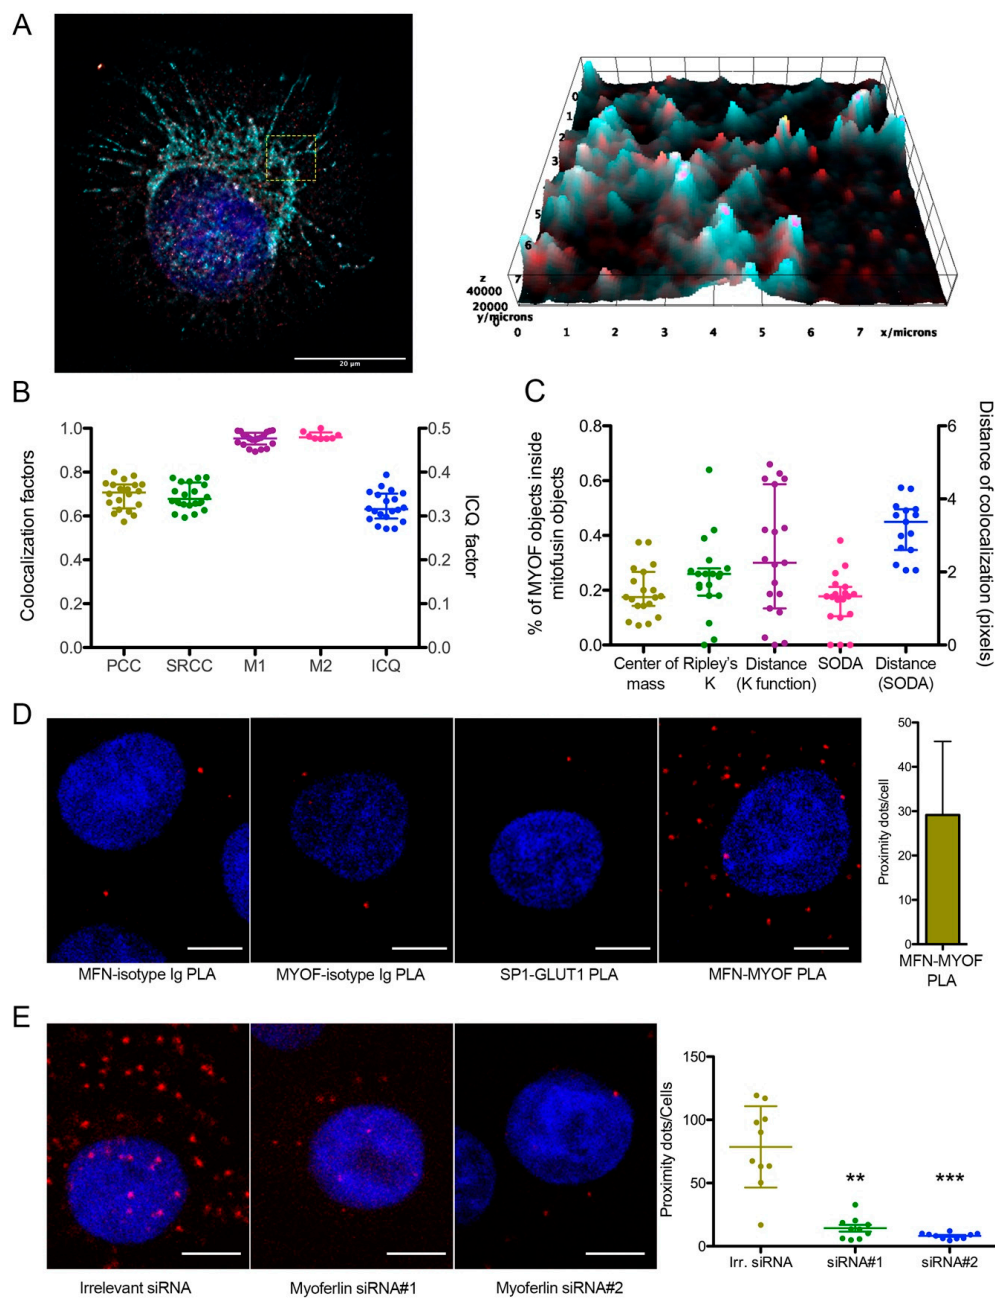 A
20 µm
0
1
2
3
5
6
7
z
40000
20000
0
y/microns
0 1 2 3 4 5 6 7 x/microns
B
Colocalization factors
1.0
0.8
0.6
0.4
0.2
0.0
0.5
0.4
0.3
0.2
0.1
0.0
ICQ factor
PCC SRCC M1 M2 ICQ
C
% of MYOF objects inside
mitofusin objects
0.8
0.6
0.4
0.2
0.0
6
4
2
0
Distance of colocalization (pixels)
Center of mass
Ripley's K
Distance (K function)
SODA
Distance (SODA)
D
MFN-isotype Ig PLA
MYOF-isotype Ig PLA
SP1-GLUT1 PLA
MFN-MYOF PLA
Proximity dots/cell
50
40
30
20
10
0
MFN-MYOF
PLA
E
Irrelevant siRNA
Myoferlin siRNA#1
Myoferlin siRNA#2
Proximity dots/Cells
150
100
50
0
**
***
Irr. siRNA siRNA#1 siRNA#2